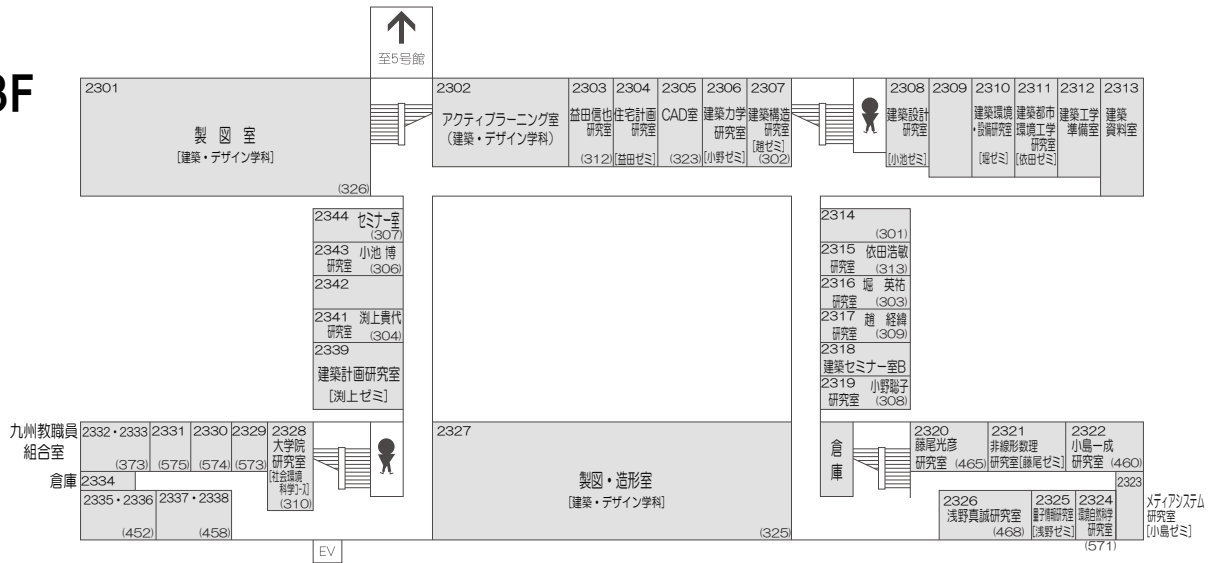 至5号館
3F
2301
製図室
[建築・デザイン学科]
(326)
2302
アクティブラーニング室
(建築・デザイン学科)
2303
益田信也
研究室
(312)
2304
住宅計画
研究室
[益田ゼミ]
2305
CAD室
(323)
2306
建築力学
研究室
[小野ゼミ]
2307
建築構造
研究室
[趙ゼミ]
(302)
2308
建築設計
研究室
[小池ゼミ]
2309
2310
建築環境
・設備研究室
[堀ゼミ]
2311
建築都市
環境工学
研究室
[依田ゼミ]
2312
建築工学
準備室
2313
建築
資料室
2344 セミナー室
(307)
2343 小池 博
研究室 (306)
2342
2341 渕上貴代
研究室 (304)
2339
建築計画研究室
[渕上ゼミ]
2314
(301)
2315 依田浩敏
研究室 (313)
2316 堀 英祐
研究室 (303)
2317 趙 経緯
研究室 (309)
2318
建築セミナー室B
2319 小野聡子
研究室 (308)
九州教職員
組合室
2332・2333
(373)
2331
(575)
2330
(574)
2329
(573)
2328
大学院
研究室
[社会環境
科学コース]
(310)
倉庫 2334
2335・2336
(452)
2337・2338
(458)
EV
2327
製図・造形室
[建築・デザイン学科]
(325)
倉庫
2320
藤尾光彦
研究室 (465)
2321
非線形数理
研究室[藤尾ゼミ]
2322
小島一成
研究室 (460)
2323
メディアシステム
研究室
[小島ゼミ]
2326
浅野真誠研究室
(468)
2325
量子情報研究室
[浅野ゼミ]
2324
環境自然科学
研究室
(571)